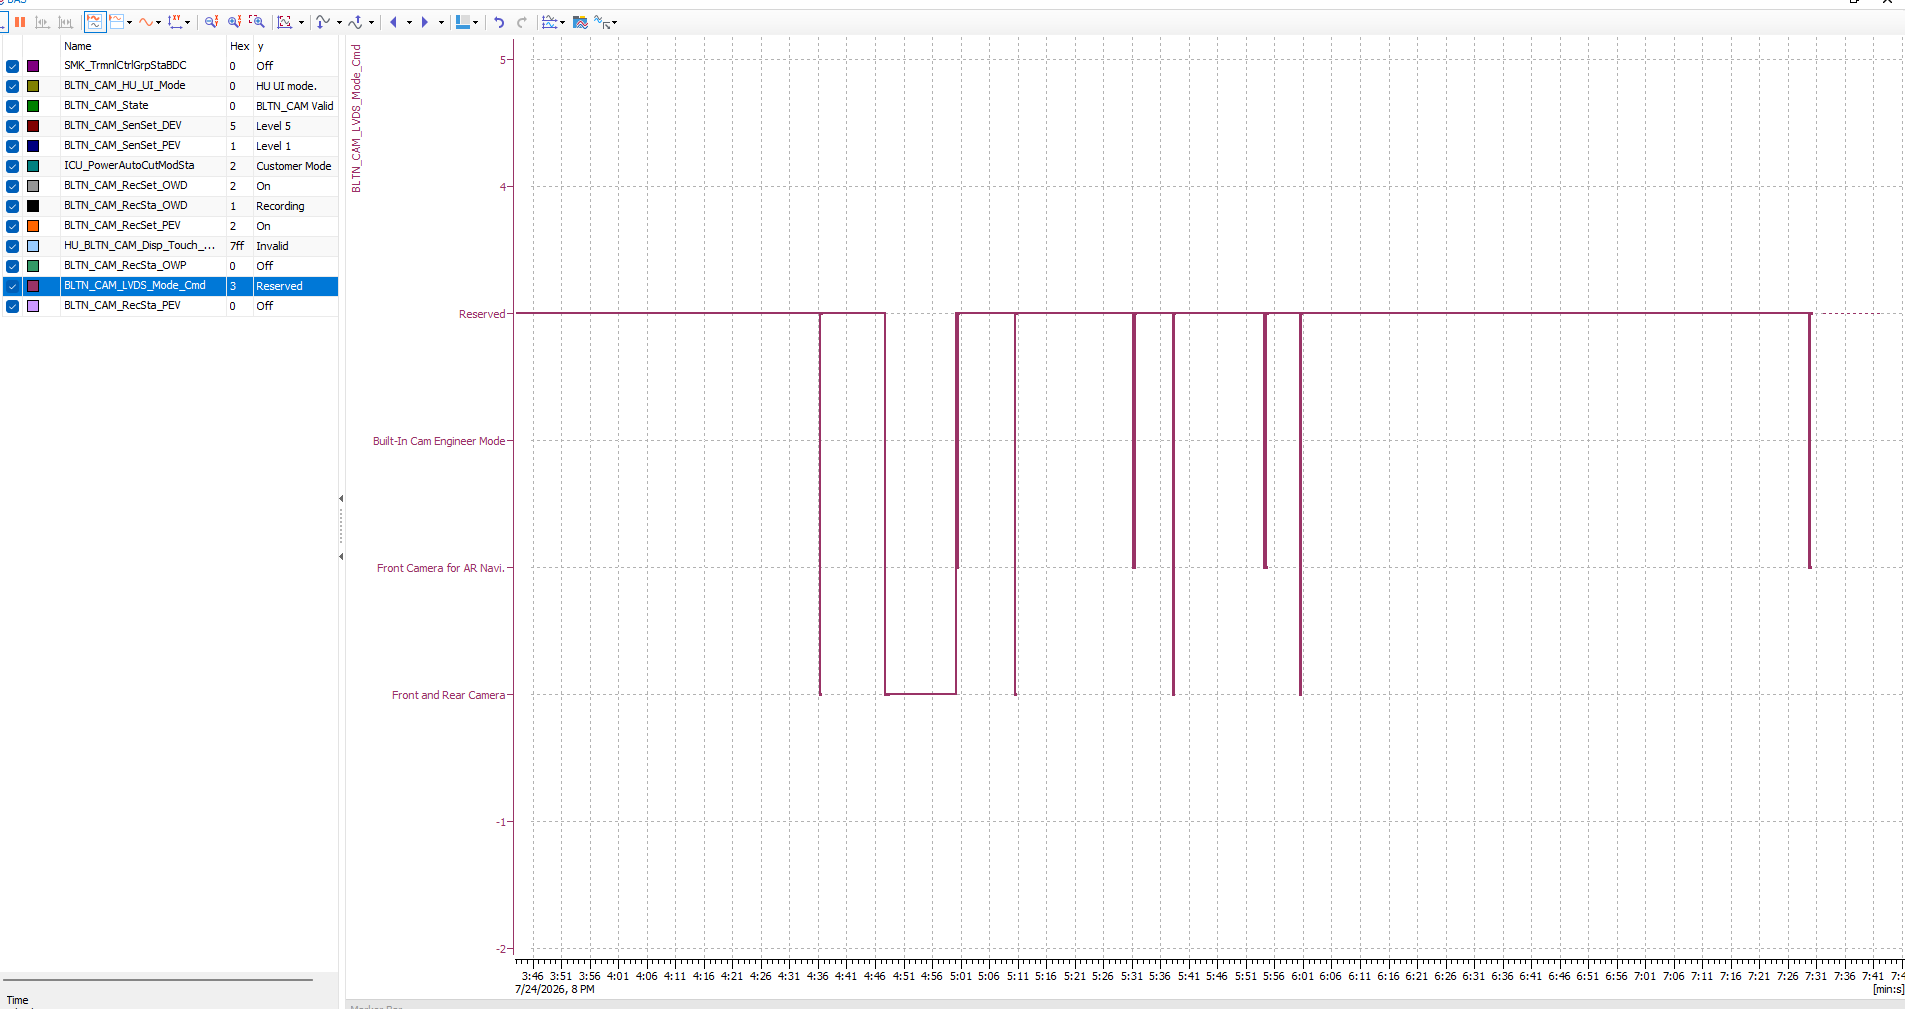 Name Hex y
SMK_TrmnlCtrlGrpStaBDC 0 Off
BLTN_CAM_HU_UI_Mode 0 HU UI mode.
BLTN_CAM_State 0 BLTN_CAM Valid
BLTN_CAM_SenSet_DEV 5 Level 5
BLTN_CAM_SenSet_PEV 1 Level 1
ICU_PowerAutoCutModSta 2 Customer Mode
BLTN_CAM_RecSet_OWD 2 On
BLTN_CAM_RecSta_OWD 1 Recording
BLTN_CAM_RecSet_PEV 2 On
HU_BLTN_CAM_Disp_Touch_... 7ff Invalid
BLTN_CAM_RecSta_OWP 0 Off
BLTN_CAM_LVDS_Mode_Cmd 3 Reserved
BLTN_CAM_RecSta_PEV 0 Off
Time
BLTN_CAM_LVDS_Mode_Cmd
5
4
Reserved
Built-In Cam Engineer Mode
Front Camera for AR Navi.
Front and Rear Camera
-1
-2
3:46 3:51 3:56 4:01 4:06 4:11 4:16 4:21 4:26 4:31 4:36 4:41 4:46 4:51 4:56 5:01 5:06 5:11 5:16 5:21 5:26 5:31 5:36 5:41 5:46 5:51 5:56 6:01 6:06 6:11 6:16 6:21 6:26 6:31 6:36 6:41 6:46 6:51 6:56 7:01 7:06 7:11 7:16 7:21 7:26 7:31 7:36 7:41 7:4
7/24/2026, 8 PM
[min:s]